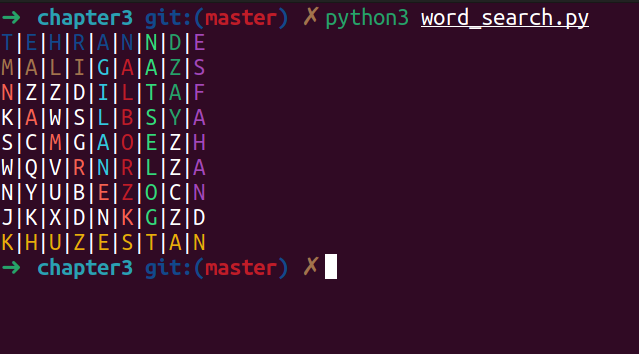 ➜ chapter3 git:(master) ✗ python3 word_search.py
T|E|H|R|A|N|N|D|E
M|A|L|I|G|A|A|Z|S
N|Z|Z|D|I|L|T|A|F
K|A|W|S|L|B|S|Y|A
S|C|M|G|A|O|E|Z|H
W|Q|V|R|N|R|L|Z|A
N|Y|U|B|E|Z|O|C|N
J|K|X|D|N|K|G|Z|D
K|H|U|Z|E|S|T|A|N
➜ chapter3 git:(master) ✗